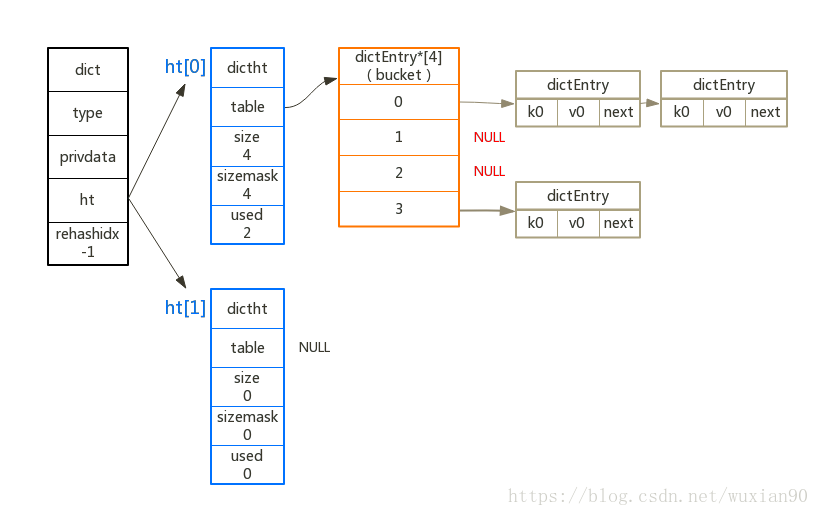 dict
type
privdata
ht
rehashidx
-1
ht[0]
dictht
table
size
4
sizemask
4
used
2
dictEntry*[4]
( bucket )
0
1
2
3
NULL
NULL
dictEntry
k0 v0 next
dictEntry
k0 v0 next
dictEntry
k0 v0 next
ht[1]
dictht
table
NULL
size
0
sizemask
0
used
0
https://blog.csdn.net/wuxian90